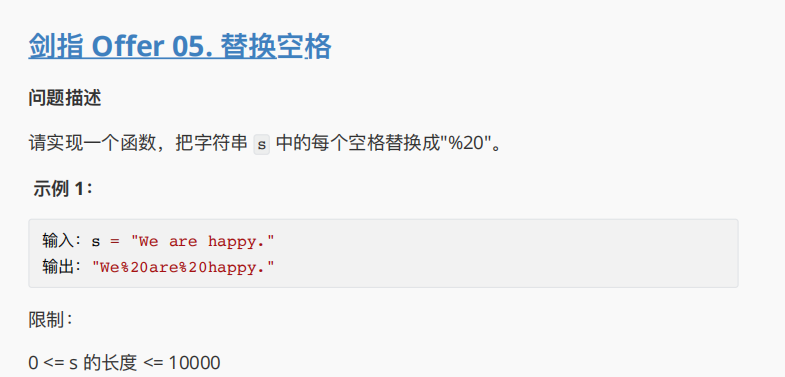 剑指 Offer 05. 替换空格
问题描述
请实现一个函数，把字符串 s 中的每个空格替换成"%20"。
示例 1：
输入：s = "We are happy."
输出："We%20are%20happy."
限制：
0 <= s 的长度 <= 10000